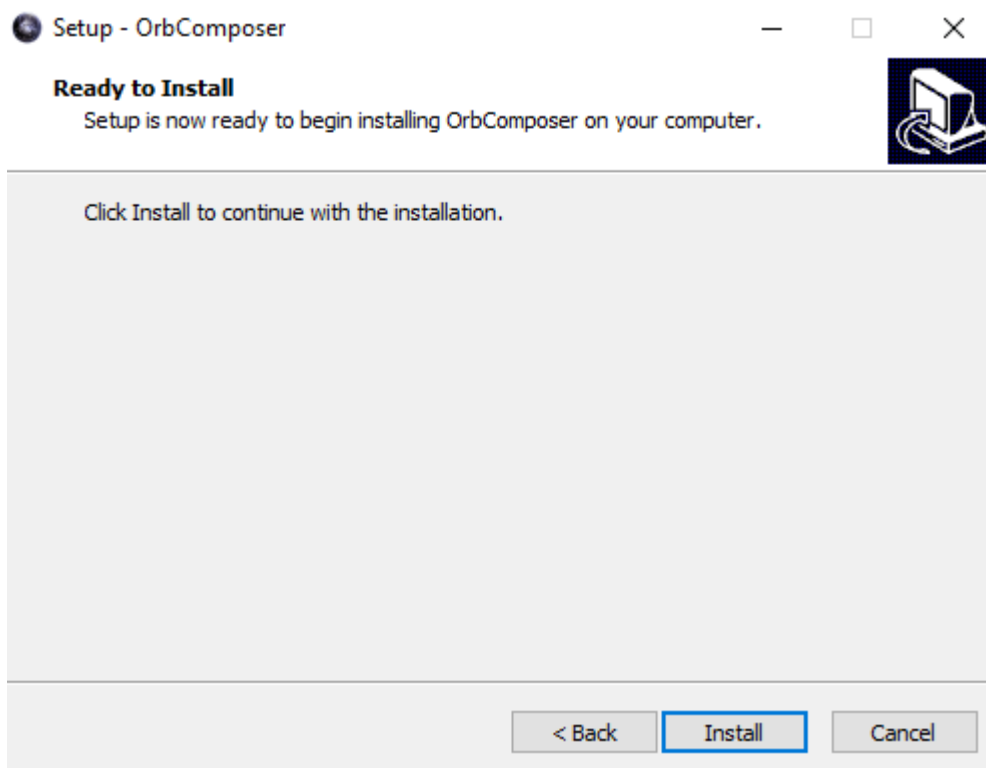 Setup - OrbComposer
Ready to Install
Setup is now ready to begin installing OrbComposer on your computer.
Click Install to continue with the installation.
< Back
Install
Cancel